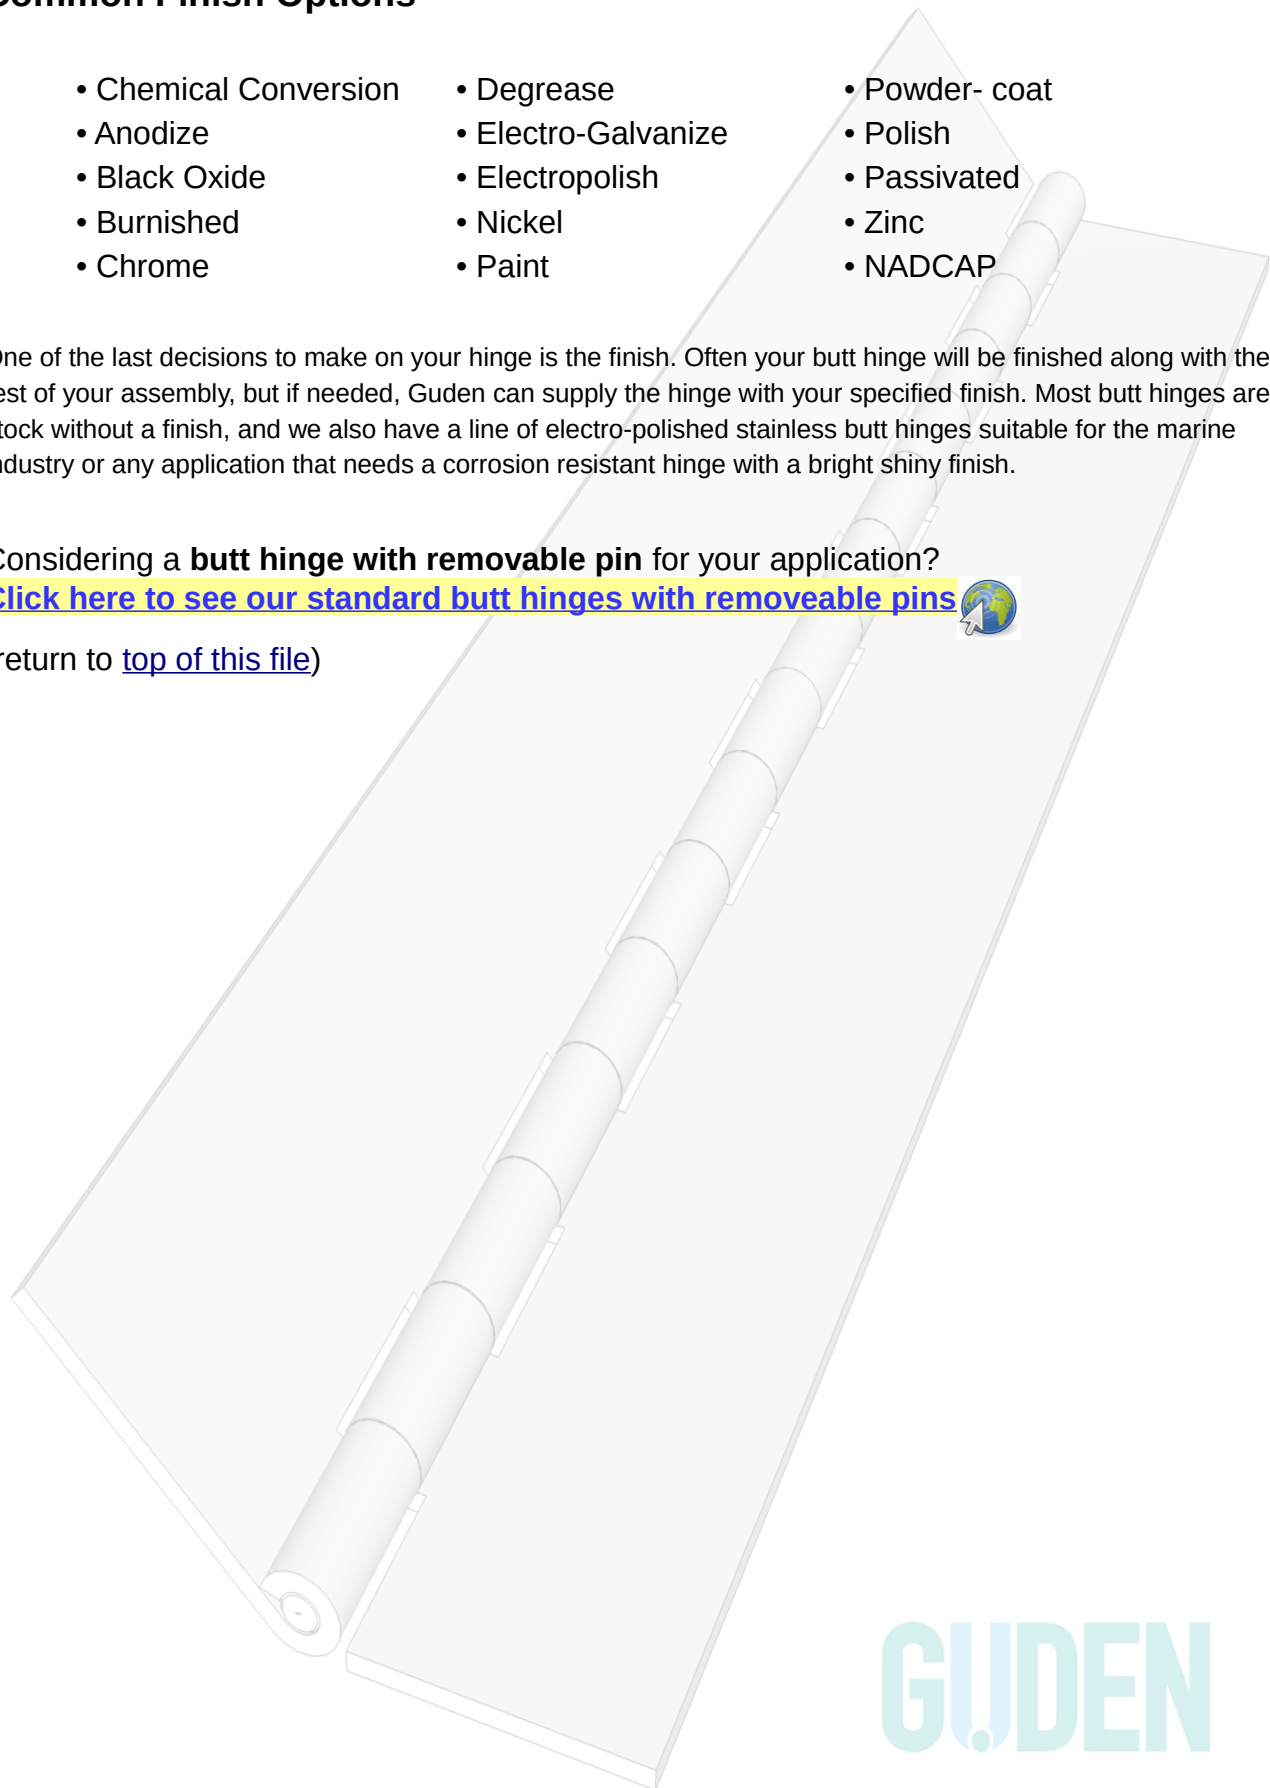 Common Finish Options
• Chemical Conversion
• Anodize
• Black Oxide
• Burnished
• Chrome
• Degrease
• Electro-Galvanize
• Electropolish
• Nickel
• Paint
• Powder- coat
• Polish
• Passivated
• Zinc
• NADCAP
One of the last decisions to make on your hinge is the finish. Often your butt hinge will be finished along with the
est of your assembly, but if needed, Guden can supply the hinge with your specified finish. Most butt hinges are
tock without a finish, and we also have a line of electro-polished stainless butt hinges suitable for the marine
ndustry or any application that needs a corrosion resistant hinge with a bright shiny finish.
Considering a butt hinge with removable pin for your application?
Click here to see our standard butt hinges with removeable pins
return to top of this file)
GUDEN